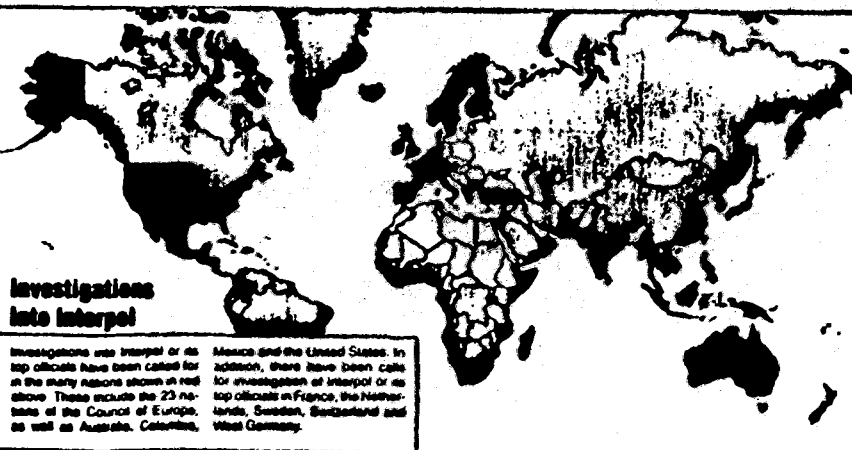 Investigations
Into Interpol
Investigations into Interpol or its
top officials have been called for
in the many nations shown in red
above. These include the 23 na-
tions of the Council of Europe,
as well as Australia, Colombia,
Mexico and the United States. In
addition, there have been calls
for investigation of Interpol or its
top officials in France, the Nether-
lands, Sweden, Switzerland and
West Germany.